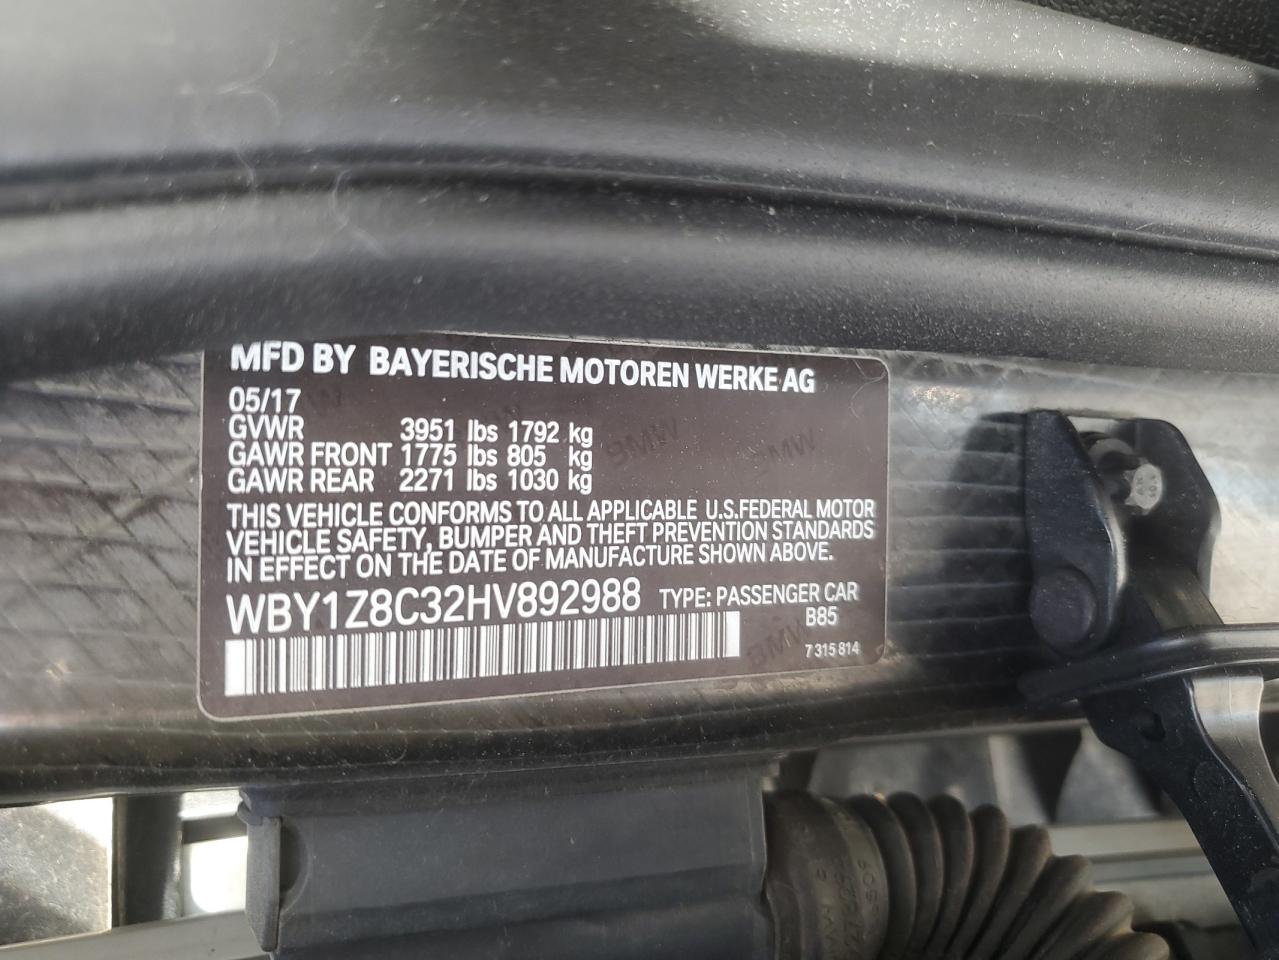 MFD BY BAYERISCHE MOTOREN WERKE AG
05/17
GVWR 3951 lbs 1792 kg
GAWR FRONT 1775 lbs 805 kg
GAWR REAR 2271 lbs 1030 kg
THIS VEHICLE CONFORMS TO ALL APPLICABLE U.S.FEDERAL MOTOR
VEHICLE SAFETY, BUMPER AND THEFT PREVENTION STANDARDS
IN EFFECT ON THE DATE OF MANUFACTURE SHOWN ABOVE.
WBY1Z8C32HV892988 TYPE: PASSENGER CAR
B85
7 315 814
BMW
BMW
BMW